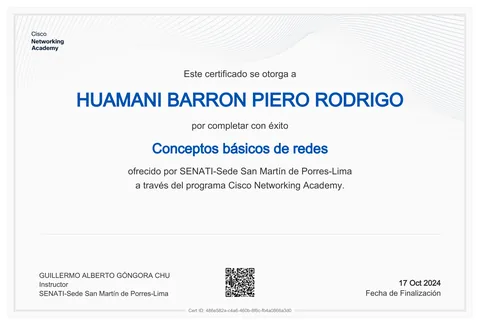 Cisco
Networking
Academy
Este certificado se otorga a
HUAMANI BARRON PIERO RODRIGO
por completar con éxito
Conceptos básicos de redes
ofrecido por SENATI-Sede San Martín de Porres-Lima
a través del programa Cisco Networking Academy.
GUILLERMO ALBERTO GÓNGORA CHU
Instructor
SENATI-Sede San Martín de Porres-Lima
17 Oct 2024
Fecha de Finalización
Cert ID: